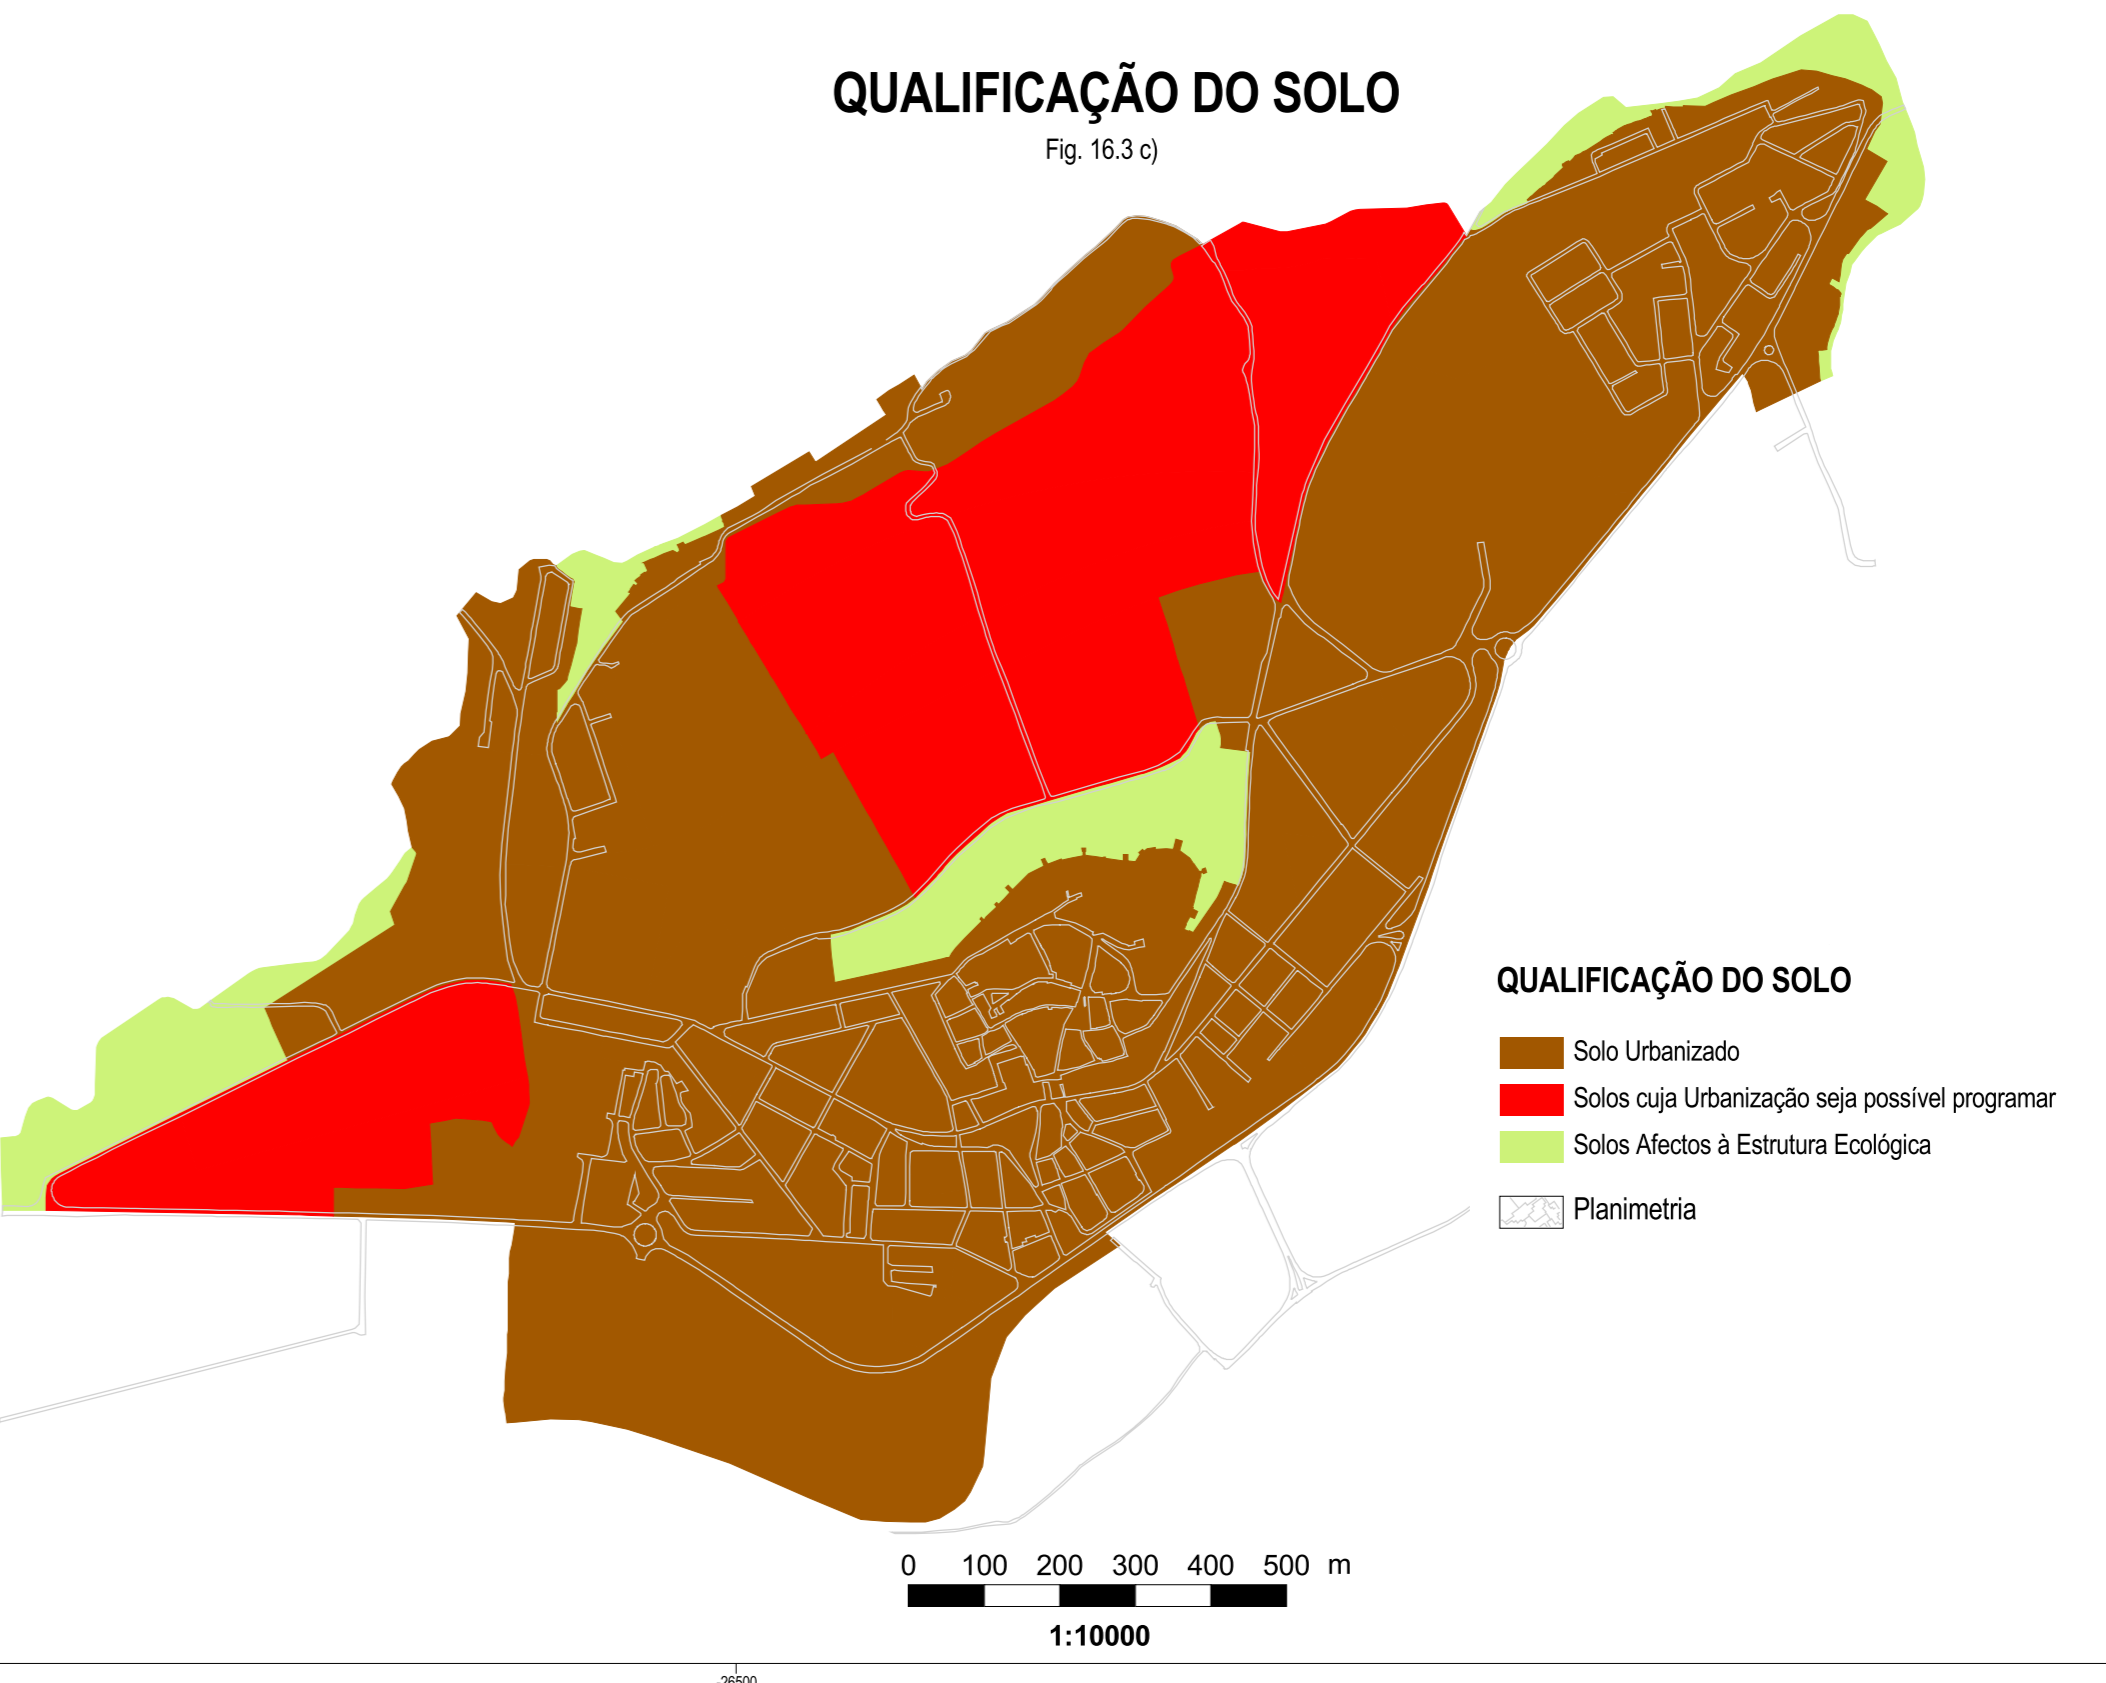 QUALIFICAÇÃO DO SOLO
Fig. 16.3 c)
QUALIFICAÇÃO DO SOLO
Solo Urbanizado
Solos cuja Urbanização seja possível programar
Solos Afectos à Estrutura Ecológica
Planimetria
0 100 200 300 400 500 m
1:10000
-26500